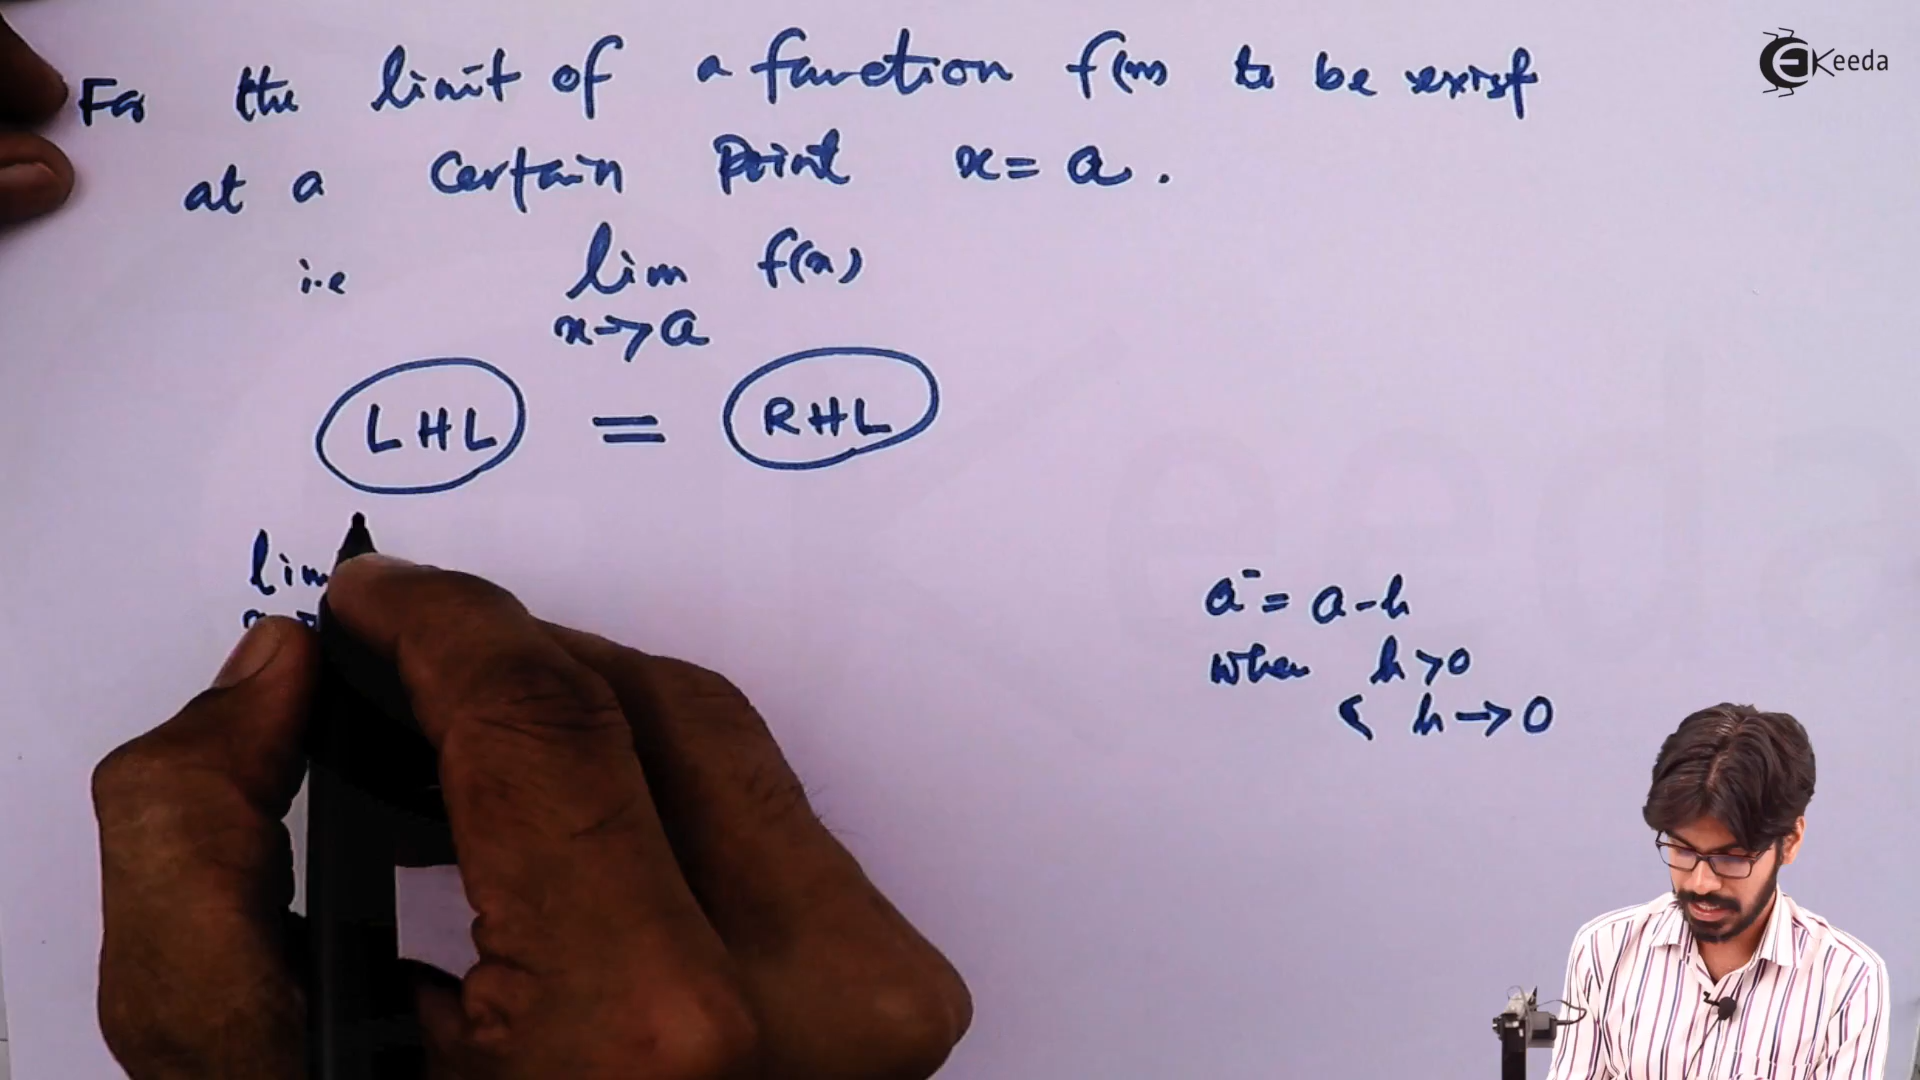 For the limit of a function f(x) to be exist
at a certain point x = a.
i.e lim f(x)
x→a
LHL = RHL
lim
a⁻ = a-h
when h>0
& h→0
EKeeda